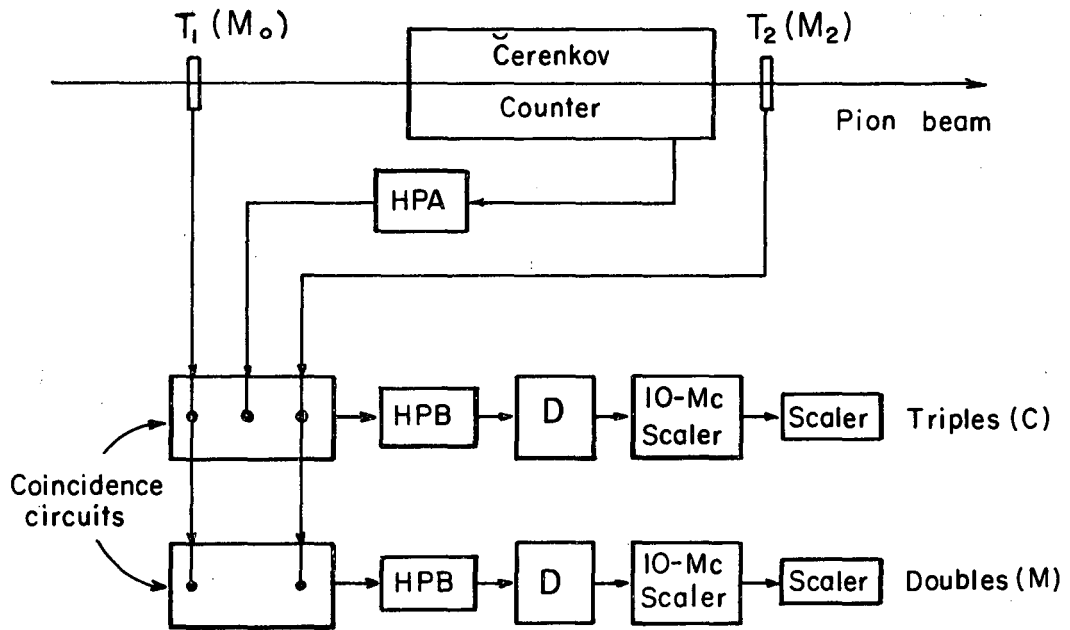 T₁ (M₀)
T₂ (M₂)
Čerenkov
Counter
Pion beam
HPA
HPB
D
10-Mc
Scaler
Scaler
Triples (C)
Coincidence
circuits
HPB
D
10-Mc
Scaler
Scaler
Doubles (M)